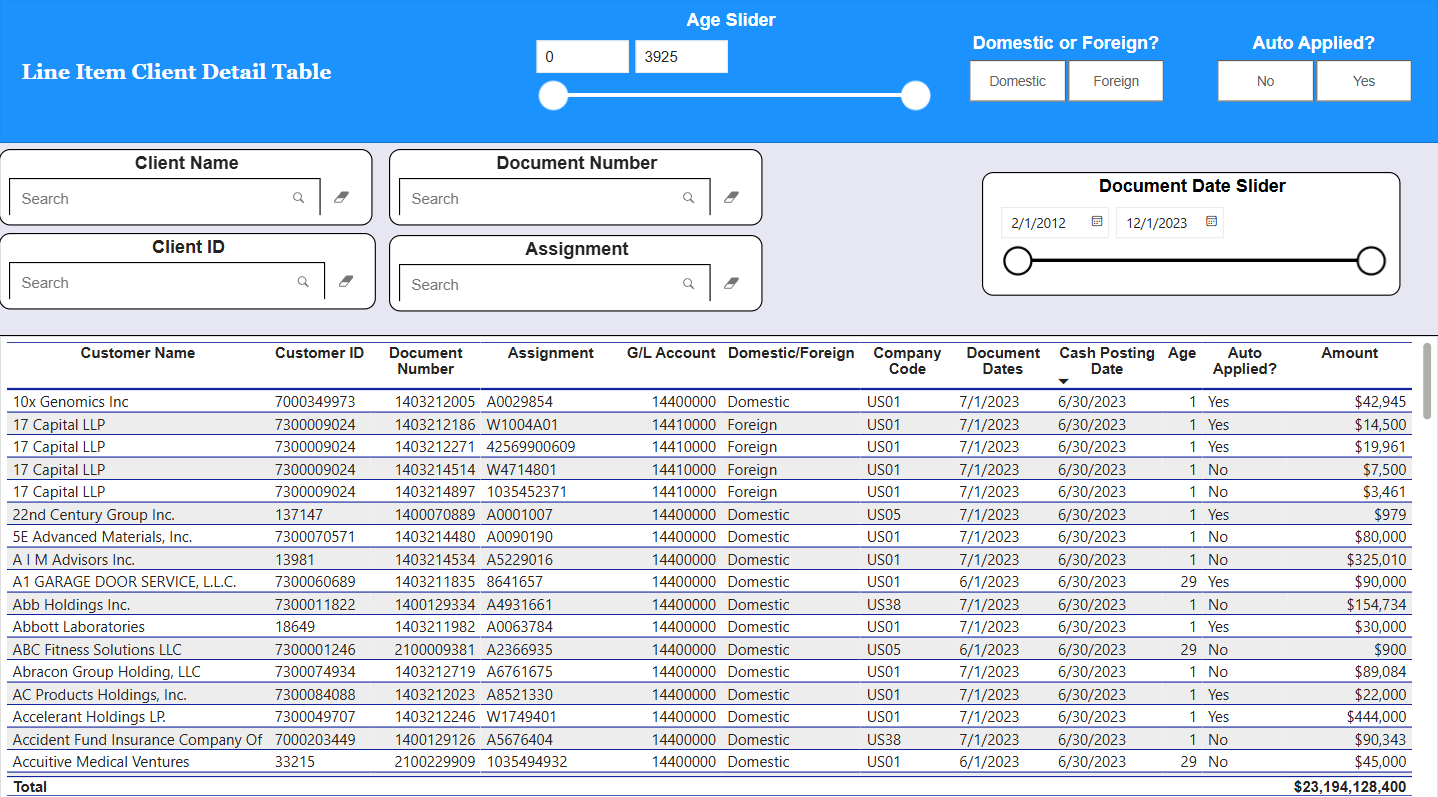 Line Item Client Detail Table
Age Slider
0 3925
Domestic or Foreign?
Domestic Foreign
Auto Applied?
No Yes
Client Name
Search
Document Number
Search
Client ID
Search
Assignment
Search
Document Date Slider
2/1/2012 12/1/2023
Customer Name Customer ID Document Number Assignment G/L Account Domestic/Foreign Company Code Document Dates Cash Posting Date Age Auto Applied? Amount
10x Genomics Inc 7000349973 1403212005 A0029854 14400000 Domestic US01 7/1/2023 6/30/2023 1 Yes $42,945
17 Capital LLP 7300009024 1403212186 W1004A01 14410000 Foreign US01 7/1/2023 6/30/2023 1 Yes $14,500
17 Capital LLP 7300009024 1403212271 42569900609 14410000 Foreign US01 7/1/2023 6/30/2023 1 Yes $19,961
17 Capital LLP 7300009024 1403214514 W4714801 14410000 Foreign US01 7/1/2023 6/30/2023 1 No $7,500
17 Capital LLP 7300009024 1403214897 1035452371 14410000 Foreign US01 7/1/2023 6/30/2023 1 No $3,461
22nd Century Group Inc. 137147 1400070889 A0001007 14400000 Domestic US05 7/1/2023 6/30/2023 1 Yes $979
5E Advanced Materials, Inc. 7300070571 1403214480 A0090190 14400000 Domestic US01 7/1/2023 6/30/2023 1 No $80,000
A I M Advisors Inc. 13981 1403214534 A5229016 14400000 Domestic US01 7/1/2023 6/30/2023 1 No $325,010
A1 GARAGE DOOR SERVICE, L.L.C. 7300060689 1403211835 8641657 14400000 Domestic US01 6/1/2023 6/30/2023 29 Yes $90,000
Abb Holdings Inc. 7300011822 1400129334 A4931661 14400000 Domestic US38 7/1/2023 6/30/2023 1 No $154,734
Abbott Laboratories 18649 1403211982 A0063784 14400000 Domestic US01 7/1/2023 6/30/2023 1 Yes $30,000
ABC Fitness Solutions LLC 7300001246 2100009381 A2366935 14400000 Domestic US05 6/1/2023 6/30/2023 29 No $900
Abracon Group Holding, LLC 7300074934 1403212719 A6761675 14400000 Domestic US01 7/1/2023 6/30/2023 1 No $89,084
AC Products Holdings, Inc. 7300084088 1403212023 A8521330 14400000 Domestic US01 7/1/2023 6/30/2023 1 Yes $22,000
Accelerant Holdings LP. 7300049707 1403212246 W1749401 14400000 Domestic US01 7/1/2023 6/30/2023 1 Yes $444,000
Accident Fund Insurance Company Of 7000203449 1400129126 A5676404 14400000 Domestic US38 7/1/2023 6/30/2023 1 No $90,343
Accuitive Medical Ventures 33215 2100229909 1035494932 14400000 Domestic US01 6/1/2023 6/30/2023 29 No $45,000
Total $23,194,128,400